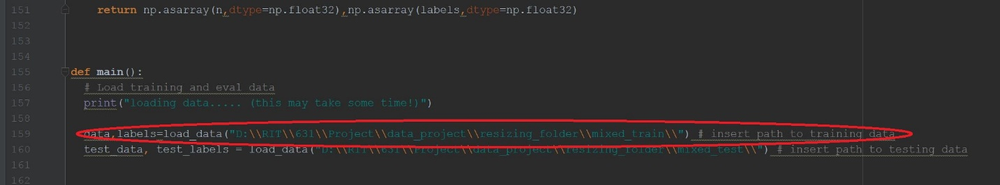 151 return np.asarray(n,dtype=np.float32),np.asarray(labels,dtype=np.float32)
152
153
154
155 def main():
156 # Load training and eval data
157 print("loading data..... (this may take some time!)")
158
159 data,labels=load_data("D:\\RIT\\631\\Project\\data_project\\resizing_folder\\mixed_train\\") # insert path to training data
160 test_data, test_labels = load_data("D:\\RIT\\631\\Project\\data_project\\resizing_folder\\mixed_test\\") # insert path to testing data
161
162